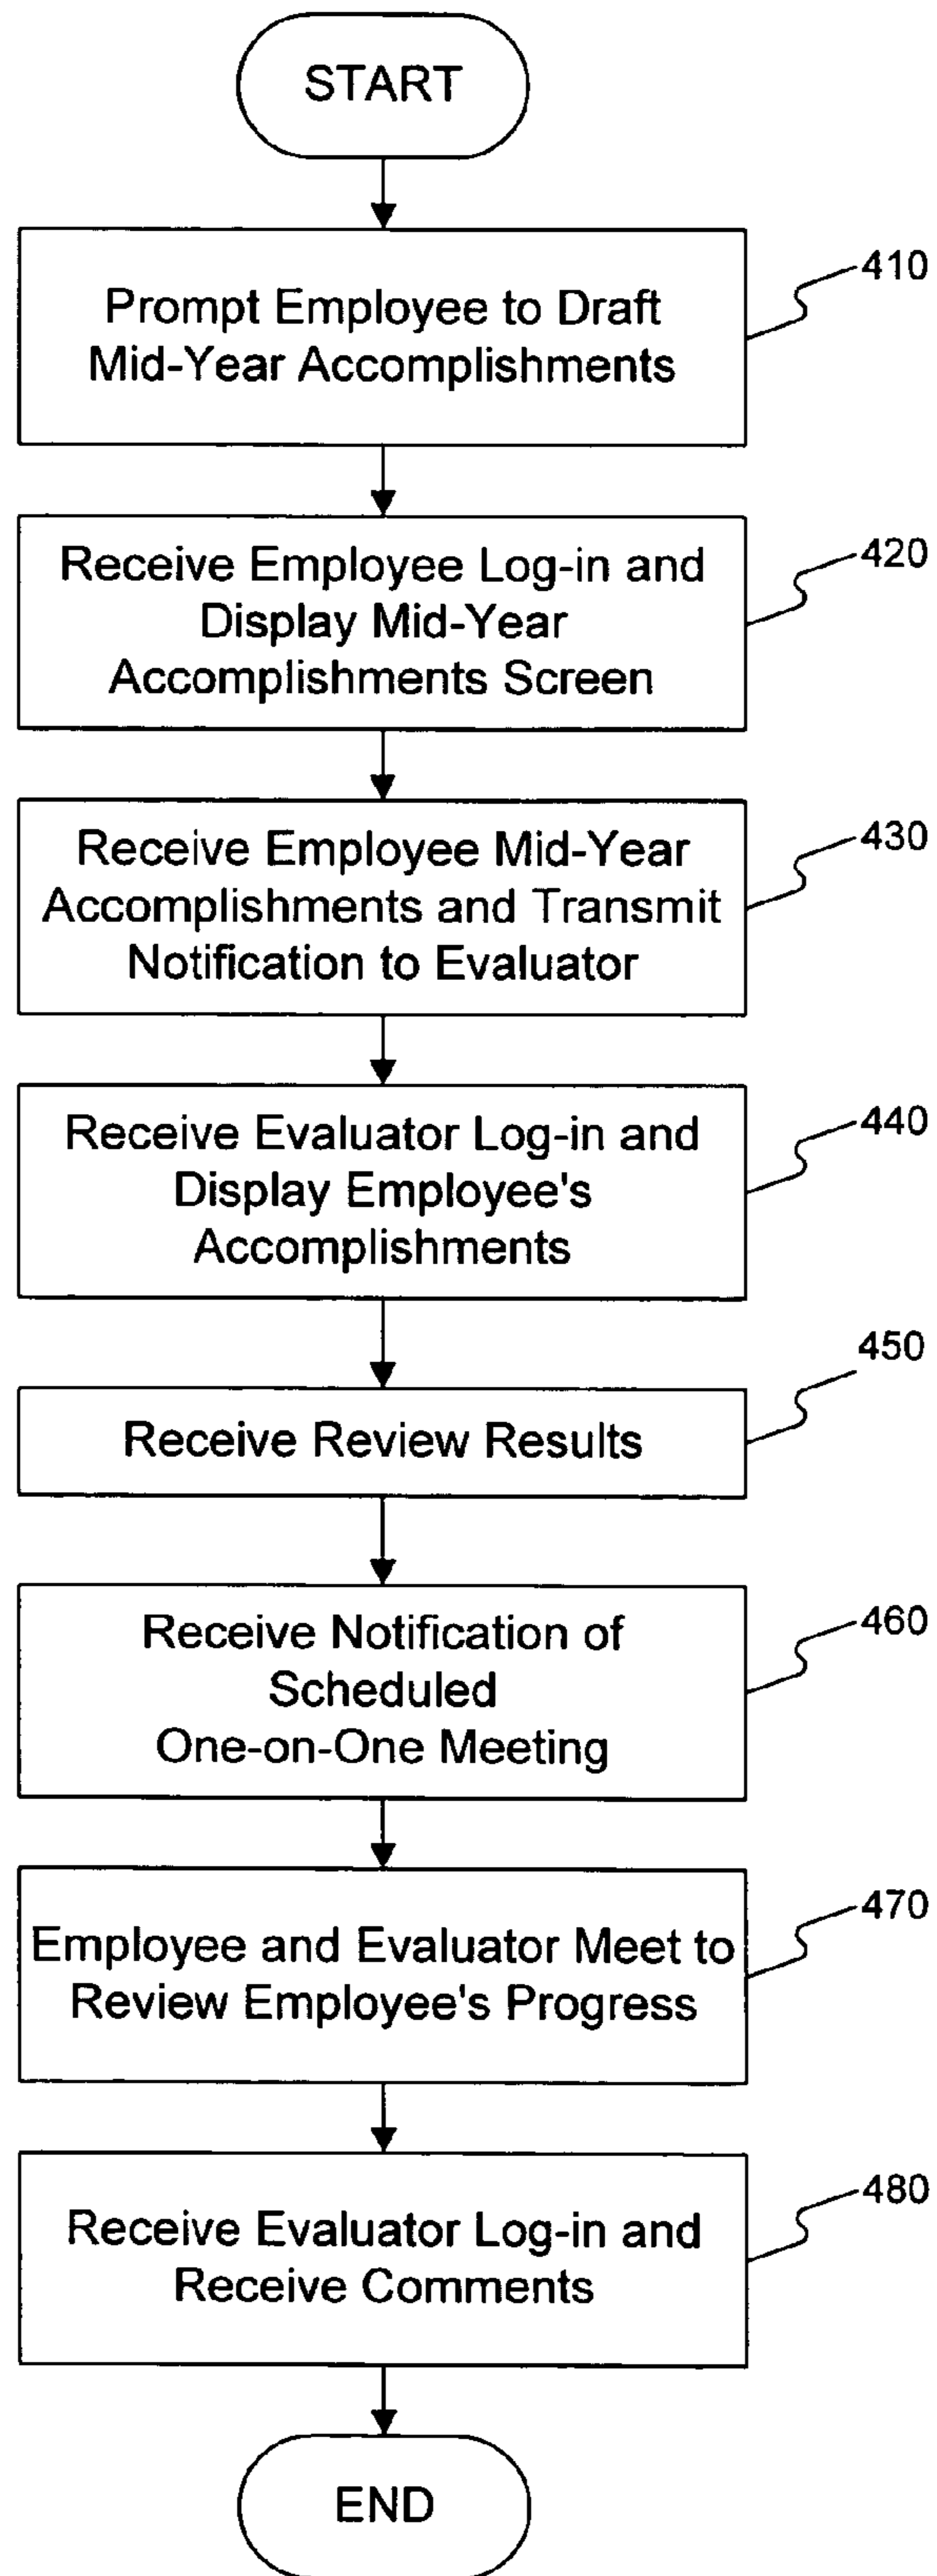 START
Prompt Employee to Draft
Mid-Year Accomplishments
410
Receive Employee Log-in and
Display Mid-Year
Accomplishments Screen
420
Receive Employee Mid-Year
Accomplishments and Transmit
Notification to Evaluator
430
Receive Evaluator Log-in and
Display Employee's
Accomplishments
440
450
Receive Review Results
Receive Notification of
Scheduled
One-on-One Meeting
460
Employee and Evaluator Meet to
Review Employee's Progress
470
Receive Evaluator Log-in and
Receive Comments
480
END